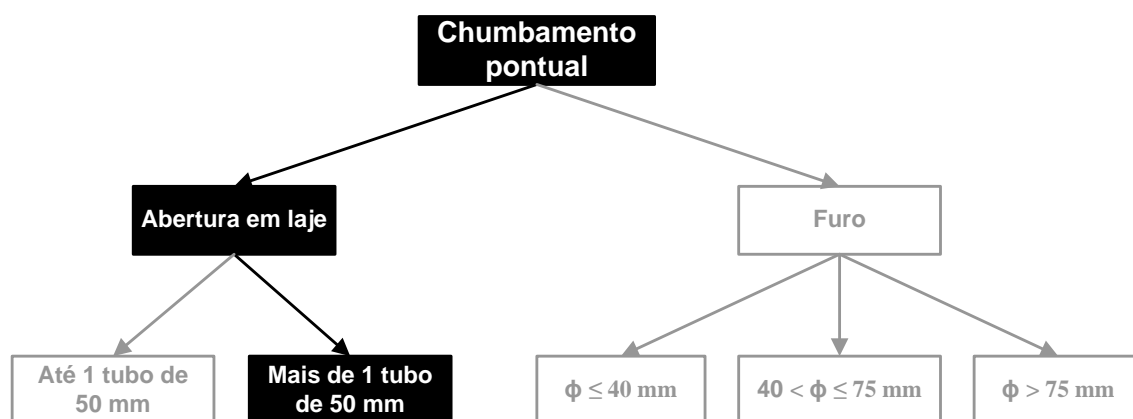 Chumbamento
pontual
Abertura em laje
Furo
Até 1 tubo de
50 mm
Mais de 1 tubo
de 50 mm
ϕ ≤ 40 mm
40 < ϕ ≤ 75 mm
ϕ > 75 mm